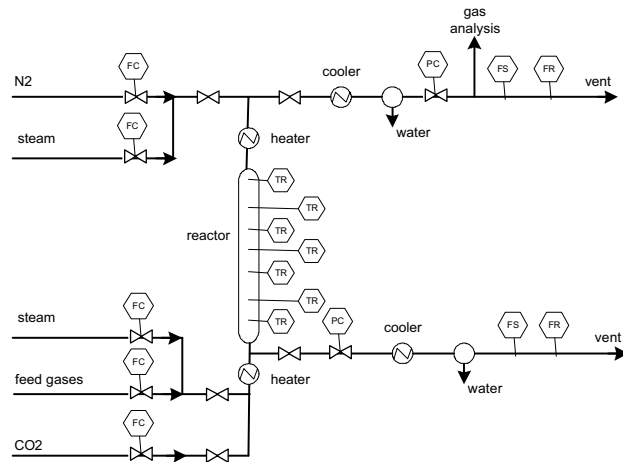 gas
analysis
FC
PC
FS
FR
N2
cooler
vent
FC
water
steam
heater
TR
TR
reactor
TR
TR
TR
TR
FC
TR
PC
FS
FR
steam
cooler
vent
FC
feed gases
heater
water
FC
CO2